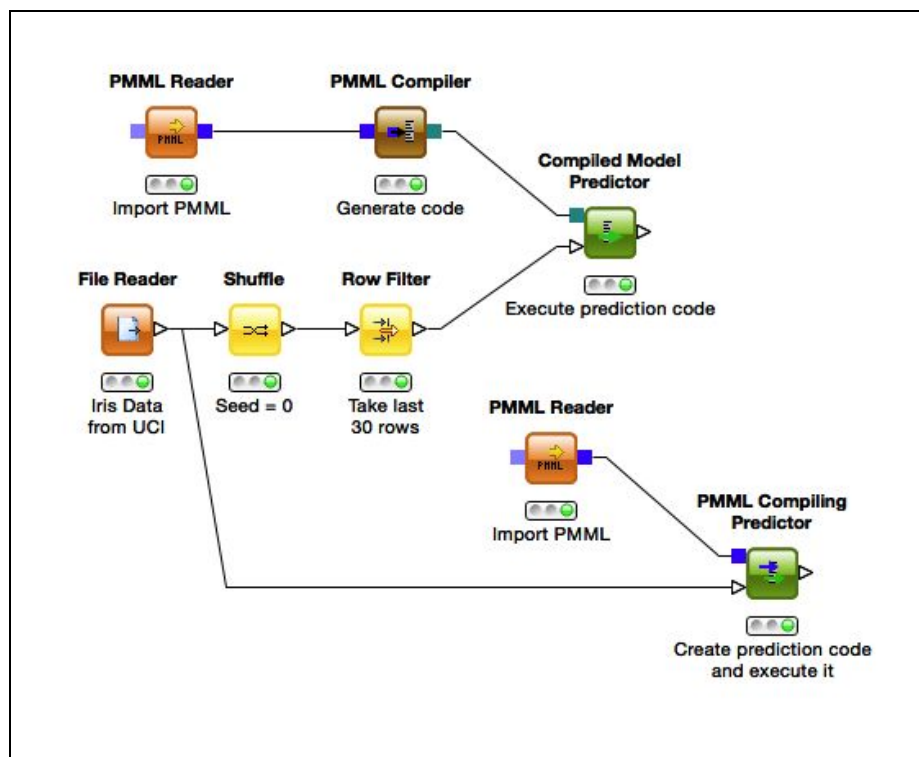 PMML Reader
PMML
Import PMML
PMML Compiler
Generate code
Compiled Model
Predictor
Execute prediction code
File Reader
Iris Data
from UCI
Shuffle
Seed = 0
Row Filter
Take last
30 rows
PMML Reader
PMML
Import PMML
PMML Compiling
Predictor
Create prediction code
and execute it